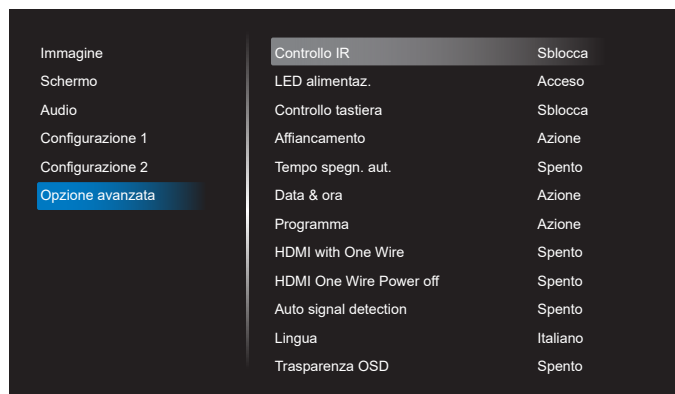 Immagine
Schermo
Audio
Configurazione 1
Configurazione 2
Opzione avanzata
Controllo IR Sblocca
LED alimentaz. Acceso
Controllo tastiera Sblocca
Affiancamento Azione
Tempo spegn. aut. Spento
Data & ora Azione
Programma Azione
HDMI with One Wire Spento
HDMI One Wire Power off Spento
Auto signal detection Spento
Lingua Italiano
Trasparenza OSD Spento